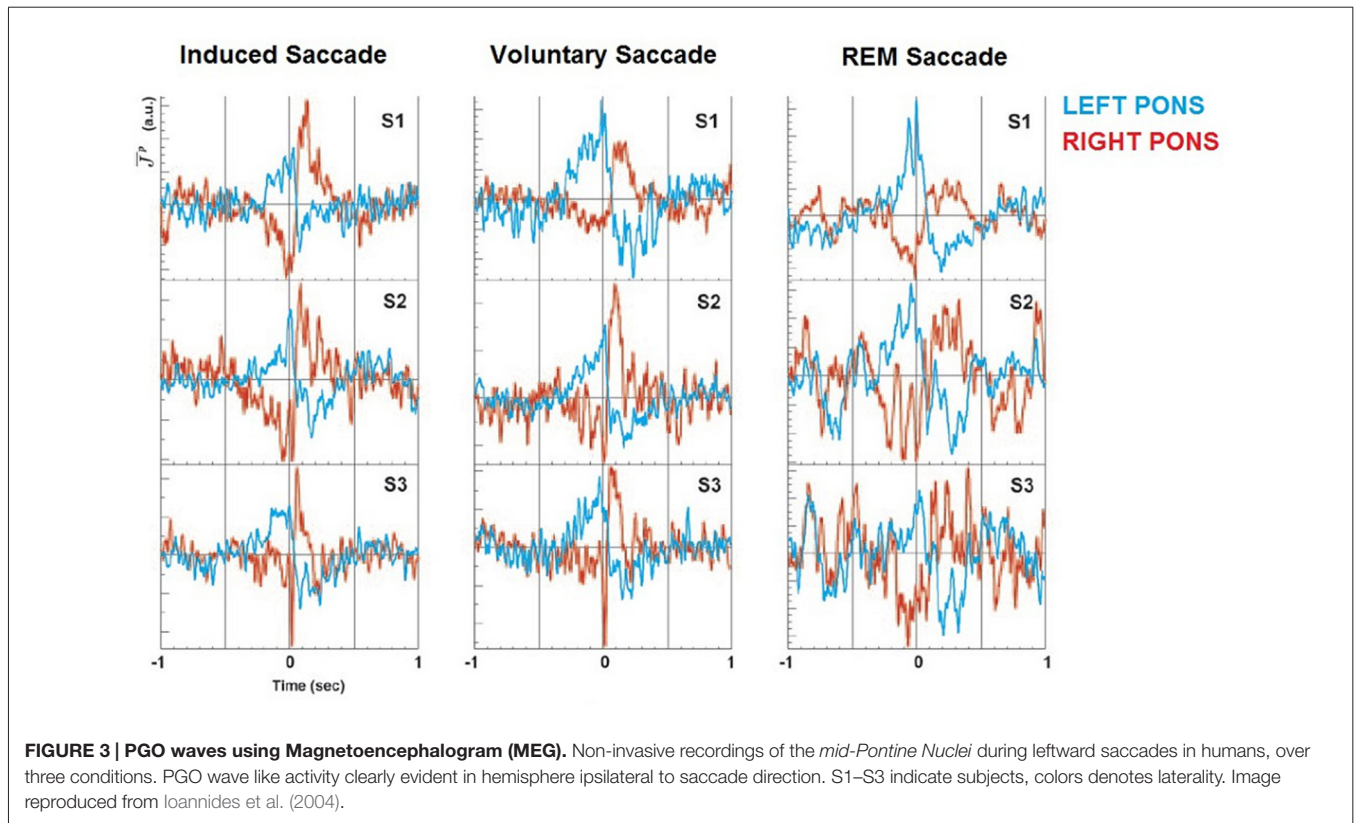 Induced Saccade
Voluntary Saccade
REM Saccade
LEFT PONS
RIGHT PONS
J̅ᵖ (a.u.)
S1
S1
S1
S2
S2
S2
S3
S3
S3
-1 0 1
-1 0 1
-1 0 1
Time (sec)
FIGURE 3 | PGO waves using Magnetoencephalogram (MEG). Non-invasive recordings of the mid-Pontine Nuclei during leftward saccades in humans, over
three conditions. PGO wave like activity clearly evident in hemisphere ipsilateral to saccade direction. S1–S3 indicate subjects, colors denotes laterality. Image
reproduced from Ioannides et al. (2004).